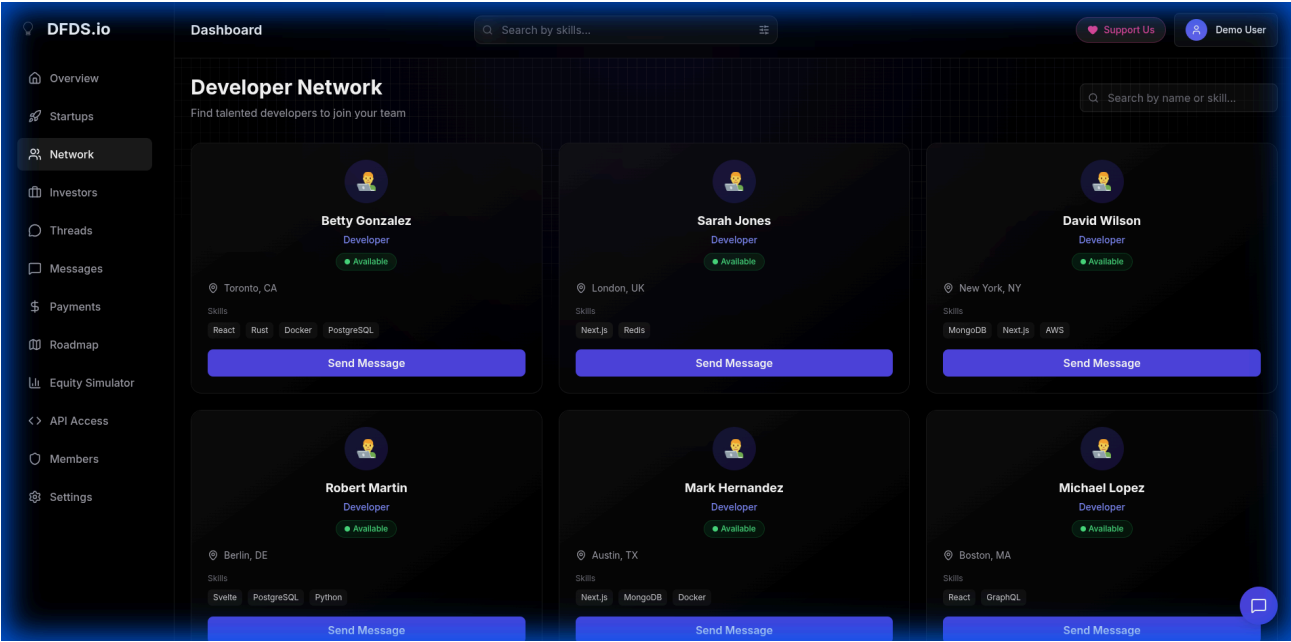 DFDS.io
Dashboard
Search by skills...
Support Us
Demo User
Overview
Startups
Network
Investors
Threads
Messages
Payments
Roadmap
Equity Simulator
API Access
Members
Settings
Developer Network
Find talented developers to join your team
Search by name or skill...
Betty Gonzalez
Developer
Available
Toronto, CA
Skills
React Rust Docker PostgreSQL
Send Message
Sarah Jones
Developer
Available
London, UK
Skills
Next.js Redis
Send Message
David Wilson
Developer
Available
New York, NY
Skills
MongoDB Next.js AWS
Send Message
Robert Martin
Developer
Available
Berlin, DE
Skills
Svelte PostgreSQL Python
Send Message
Mark Hernandez
Developer
Available
Austin, TX
Skills
Next.js MongoDB Docker
Send Message
Michael Lopez
Developer
Available
Boston, MA
Skills
React GraphQL
Send Message